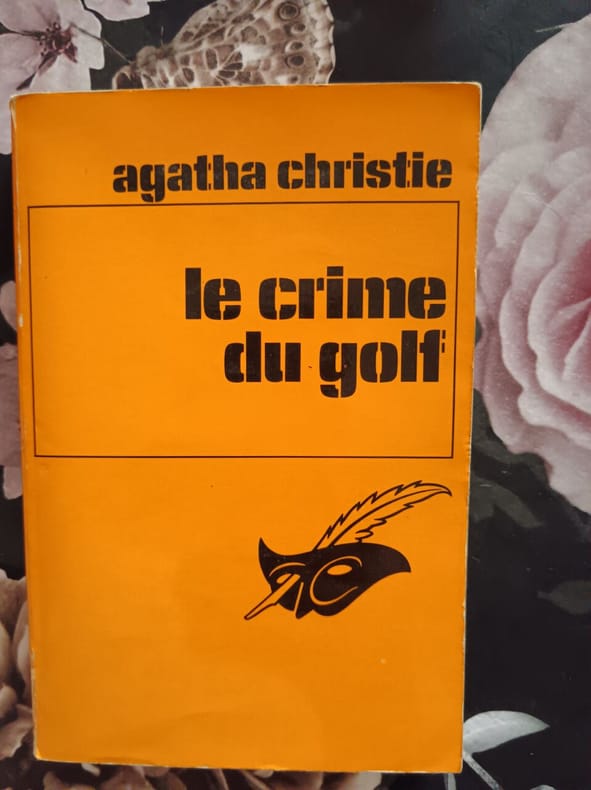 agatha christie
le crime
du golf